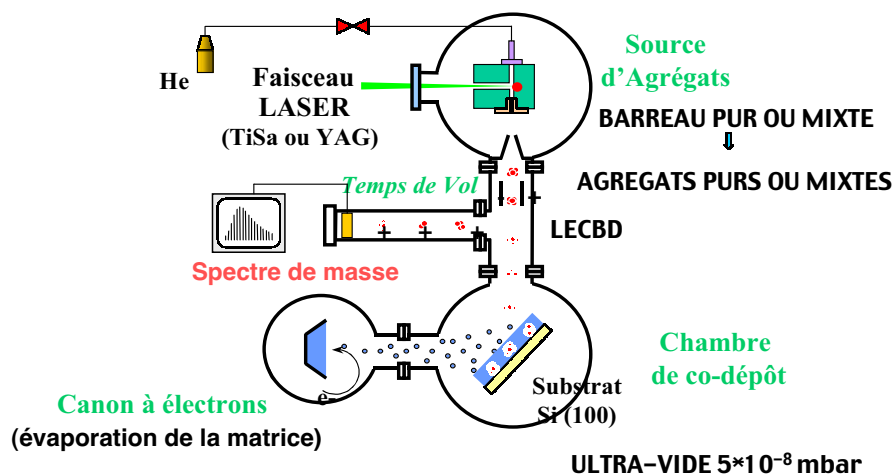 Source
d'Agrégats
He
Faisceau
LASER
(TiSa ou YAG)
BARREAU PUR OU MIXTE
AGREGATS PURS OU MIXTES
Temps de Vol
LECBD
Spectre de masse
Chambre
de co-dépôt
Substrat
Si (100)
e-
Canon à électrons
(évaporation de la matrice)
ULTRA-VIDE 5*10⁻⁸ mbar